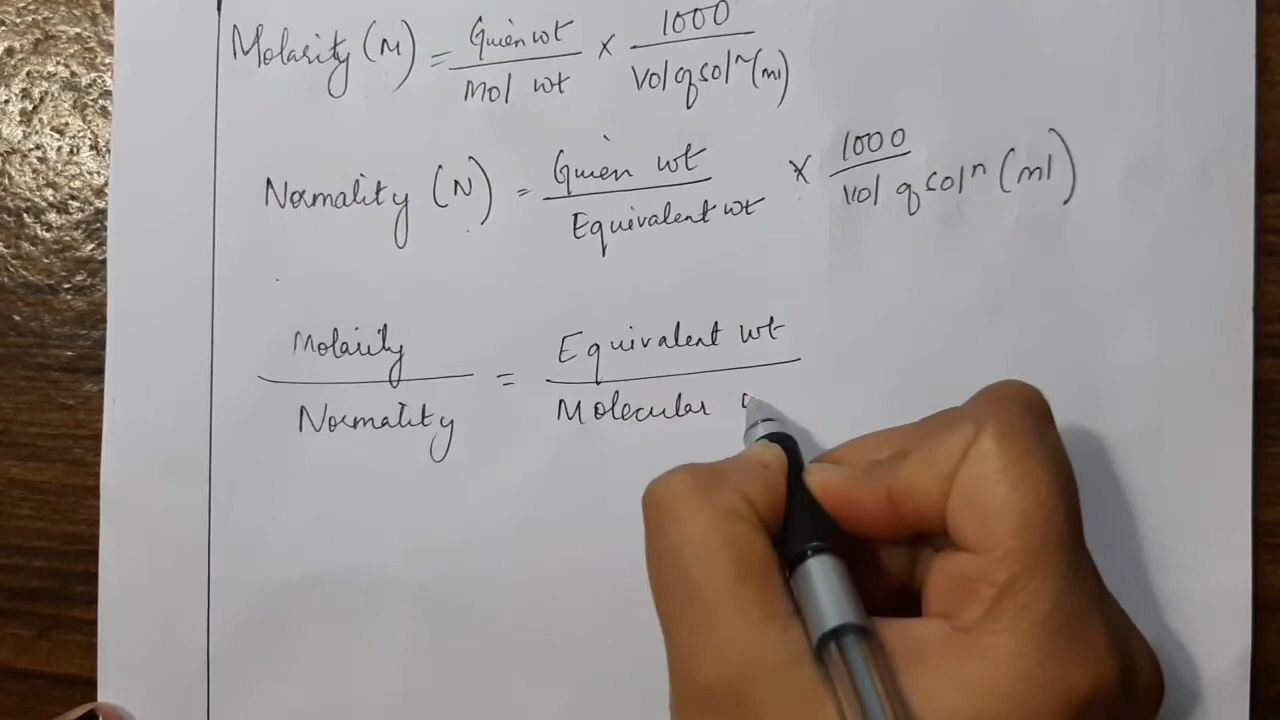 Molarity (M) = Given wt / Mol wt × 1000 / Vol of soln (ml)
Normality (N) = Given wt / Equivalent wt × 1000 / Vol of soln (ml)
Molarity / Normality = Equivalent wt / Molecular